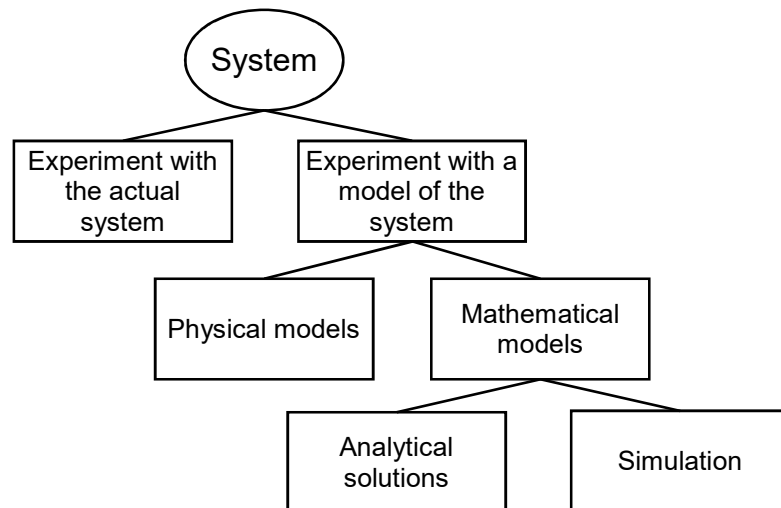 System
Experiment with
the actual
system
Experiment with a
model of the
system
Physical models
Mathematical
models
Analytical
solutions
Simulation